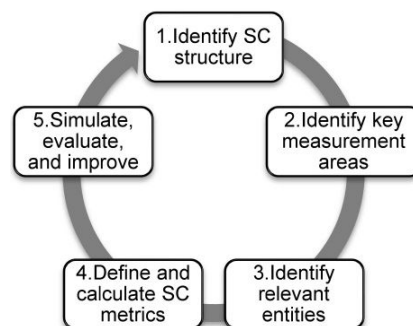 1.Identify SC
structure
2.Identify key
measurement
areas
3.Identify
relevant
entities
4.Define and
calculate SC
metrics
5.Simulate,
evaluate,
and improve